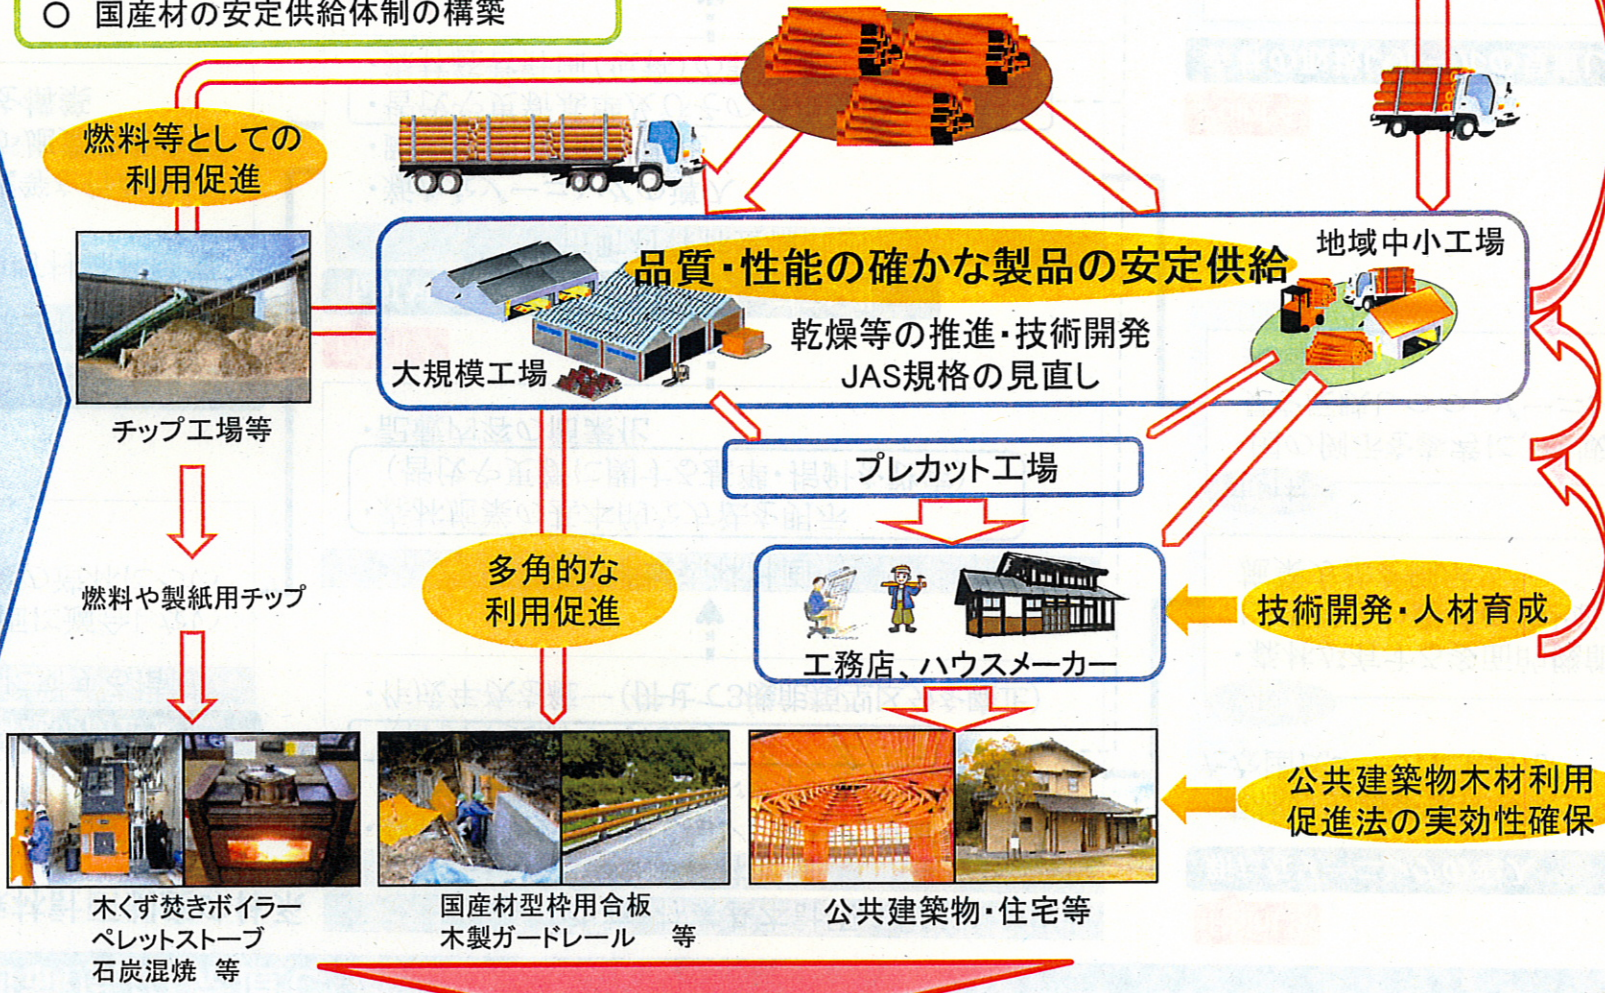 ○ 国産材の安定供給体制の構築
燃料等としての
利用促進
品質・性能の確かな製品の安定供給
地域中小工場
乾燥等の推進・技術開発
JAS規格の見直し
大規模工場
チップ工場等
プレカット工場
燃料や製紙用チップ
多角的な
利用促進
工務店、ハウスメーカー
技術開発・人材育成
公共建築物木材利用
促進法の実効性確保
木くず焚きボイラー
ペレットストーブ
石炭混焼 等
国産材型枠用合板
木製ガードレール 等
公共建築物・住宅等